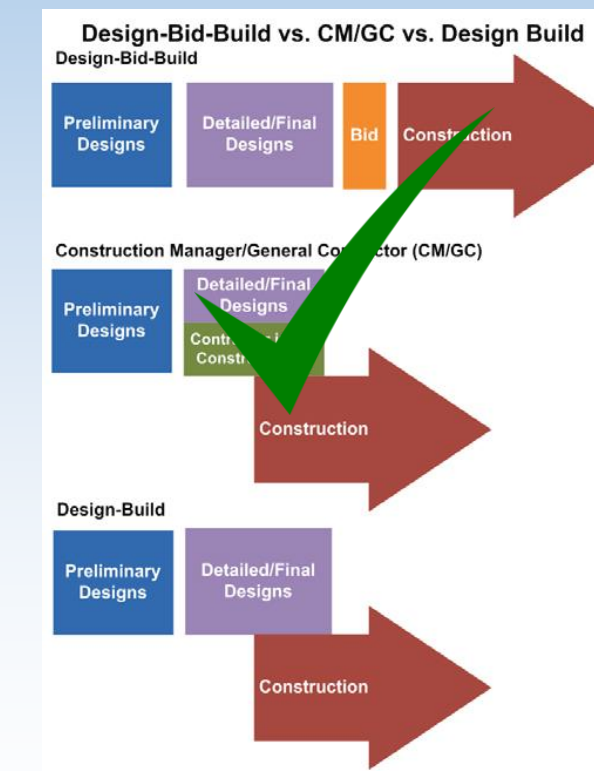 Design-Bid-Build vs. CM/GC vs. Design Build
Design-Bid-Build
Preliminary
Designs
Detailed/Final
Designs
Bid
Construction
Construction Manager/General Contractor (CM/GC)
Preliminary
Designs
Detailed/Final
Designs
Construction
Design-Build
Preliminary
Designs
Detailed/Final
Designs
Construction